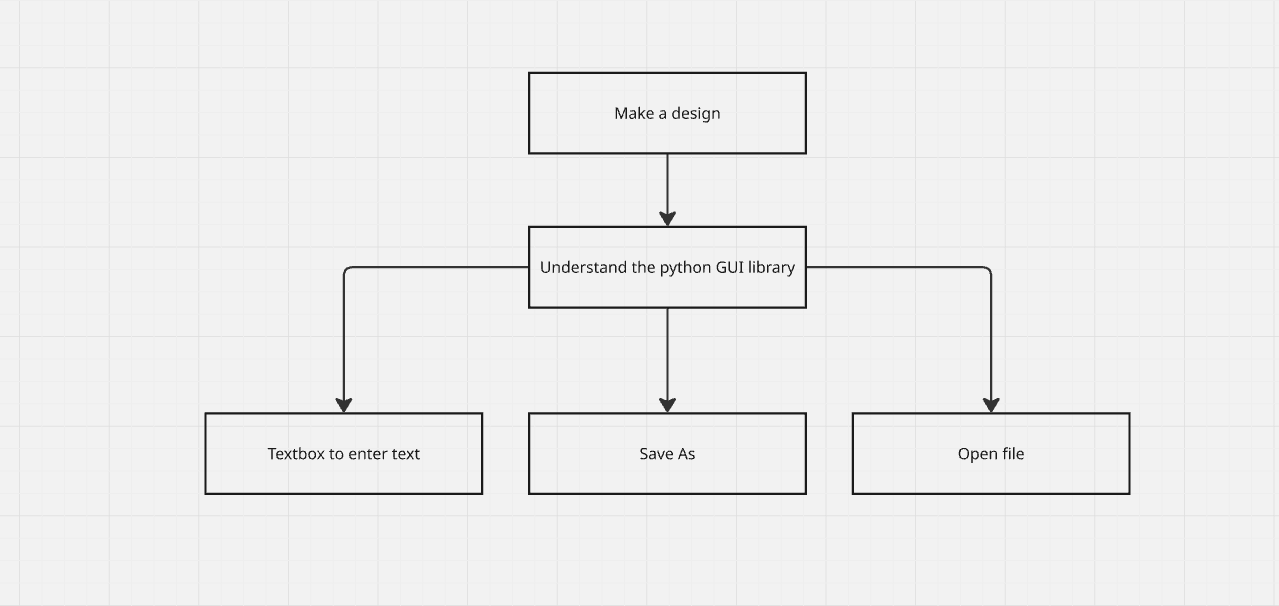 Make a design
Understand the python GUI library
Textbox to enter text
Save As
Open file